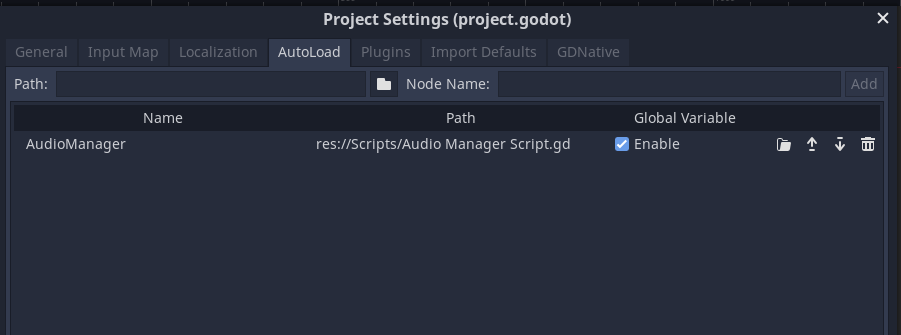 Project Settings (project.godot)
General Input Map Localization AutoLoad Plugins Import Defaults GDNative
Path: Node Name: Add
Name Path Global Variable
AudioManager res://Scripts/Audio Manager Script.gd Enable